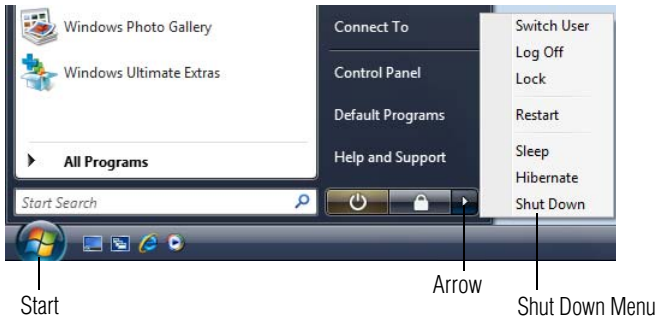 Windows Photo Gallery
Windows Ultimate Extras
All Programs
Start Search
Connect To
Control Panel
Default Programs
Help and Support
Switch User
Log Off
Lock
Restart
Sleep
Hibernate
Shut Down
Start
Arrow
Shut Down Menu